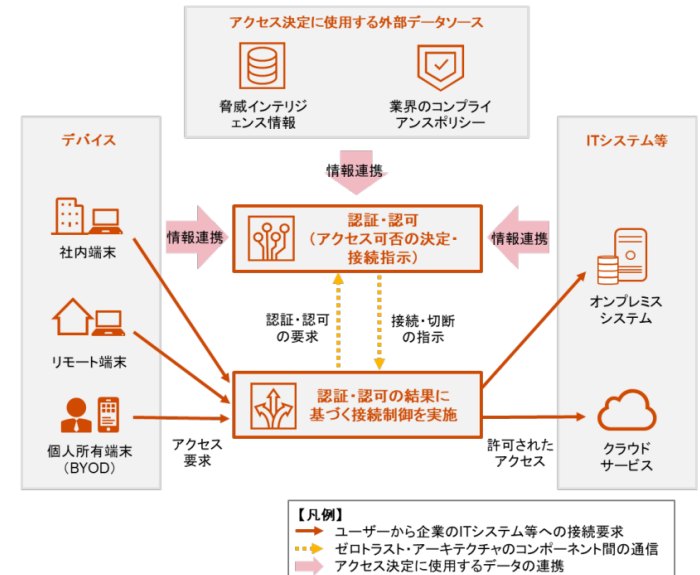 アクセス決定に使用する外部データソース
脅威インテリジ
ェンス情報
業界のコンプライ
アンスポリシー
デバイス
社内端末
リモート端末
個人所有端末
(BYOD)
情報連携
情報連携
情報連携
認証・認可
(アクセス可否の決定・
接続指示)
認証・認可
の要求
接続・切断
の指示
認証・認可の結果に
基づく接続制御を実施
アクセス
要求
許可された
アクセス
ITシステム等
オンプレミス
システム
クラウド
サービス
【凡例】
ユーザーから企業のITシステム等への接続要求
ゼロトラスト・アーキテクチャのコンポーネント間の通信
アクセス決定に使用するデータの連携